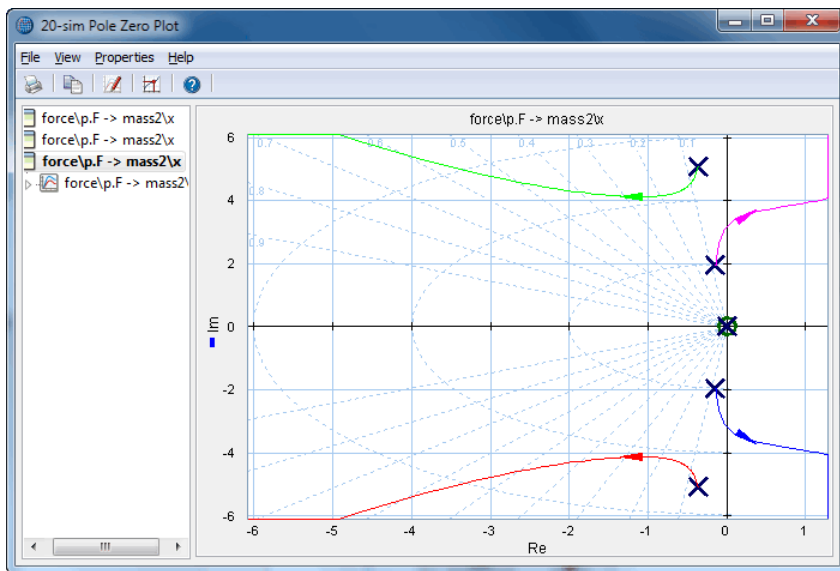 20-sim Pole Zero Plot
File View Properties Help
force\p.F -> mass2\x
force\p.F -> mass2\x
force\p.F -> mass2\x
force\p.F -> mass2\
force\p.F -> mass2\x
6
4
2
0
-2
-4
-6
Im
0.7
0.6
0.5
0.4
0.3
0.2
0.1
0.8
0.9
-6 -5 -4 -3 -2 -1 0 1
Re